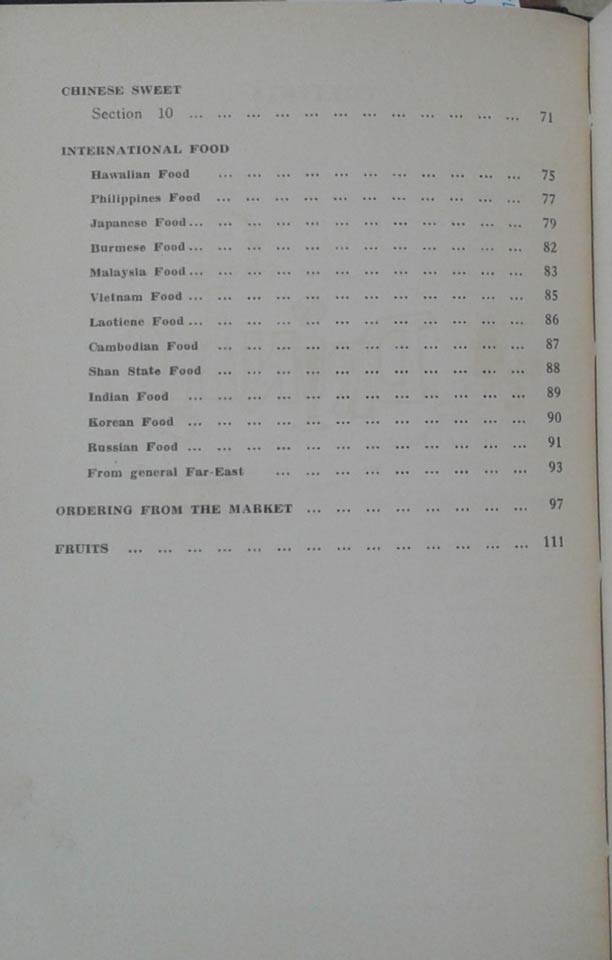 CHINESE SWEET
Section 10 ... ... ... ... ... ... ... ... ... ... ... ... 71
INTERNATIONAL FOOD
Hawaiian Food ... ... ... ... ... ... ... ... ... ... ... 75
Philippines Food ... ... ... ... ... ... ... ... ... ... ... 77
Japanese Food ... ... ... ... ... ... ... ... ... ... ... ... 79
Burmese Food ... ... ... ... ... ... ... ... ... ... ... ... 82
Malaysia Food ... ... ... ... ... ... ... ... ... ... ... ... 83
Vietnam Food ... ... ... ... ... ... ... ... ... ... ... ... 85
Laotiene Food ... ... ... ... ... ... ... ... ... ... ... ... 86
Cambodian Food ... ... ... ... ... ... ... ... ... ... ... 87
Shan State Food ... ... ... ... ... ... ... ... ... ... ... 88
Indian Food ... ... ... ... ... ... ... ... ... ... ... ... 89
Korean Food ... ... ... ... ... ... ... ... ... ... ... ... 90
Russian Food ... ... ... ... ... ... ... ... ... ... ... ... 91
From general Far-East ... ... ... ... ... ... ... ... ... 93
ORDERING FROM THE MARKET ... ... ... ... ... ... ... ... 97
FRUITS ... ... ... ... ... ... ... ... ... ... ... ... ... ... 111